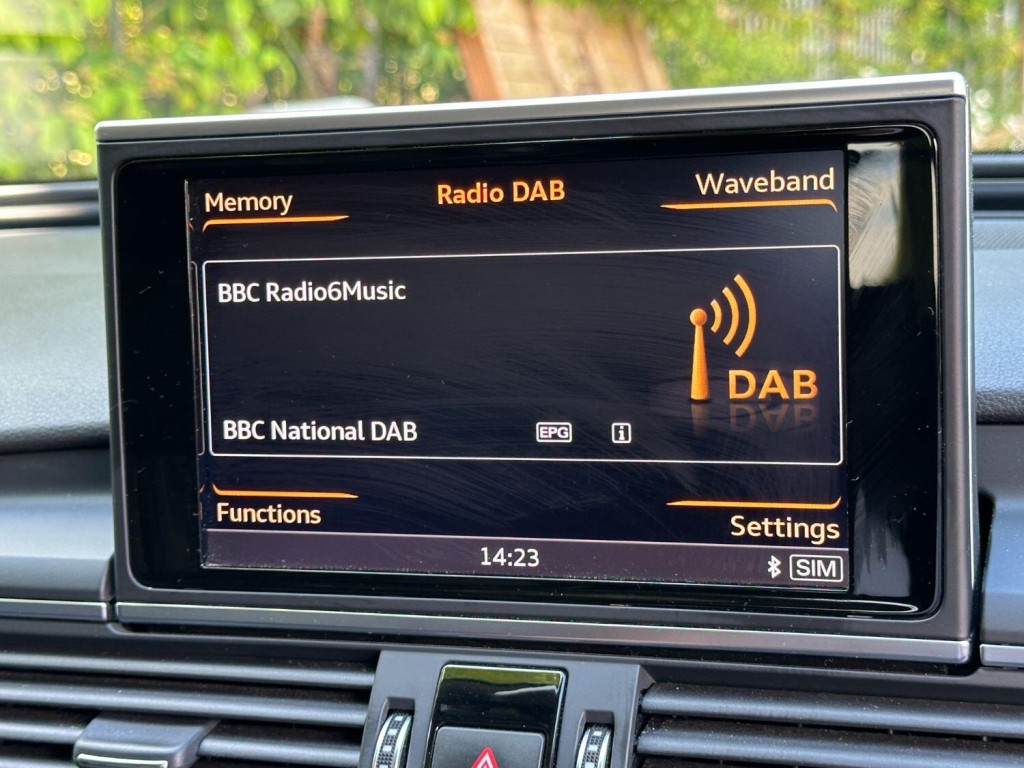 Memory
Radio DAB
Waveband
BBC Radio6Music
DAB
BBC National DAB
EPG
i
Functions
Settings
14:23
SIM